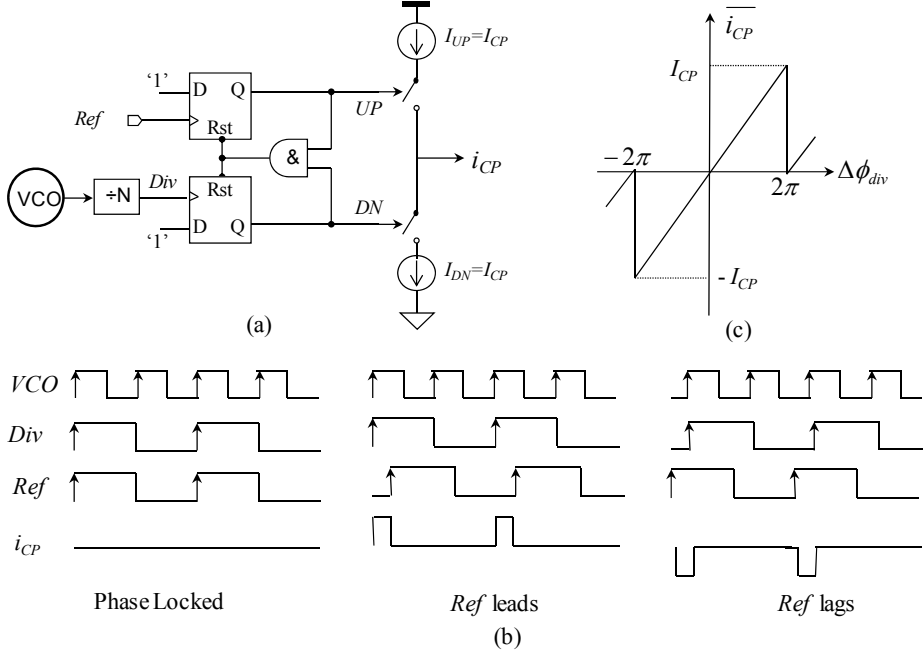 I_UP=I_CP
'1'
D
Q
Ref
Rst
UP
&
i_CP
VCO
÷N
Div
Rst
D
Q
DN
'1'
I_DN=I_CP
(a)
i_CP
I_CP
−2π
2π
Δϕ_div
- I_CP
(c)
VCO
Div
Ref
i_CP
Phase Locked
Ref leads
Ref lags
(b)